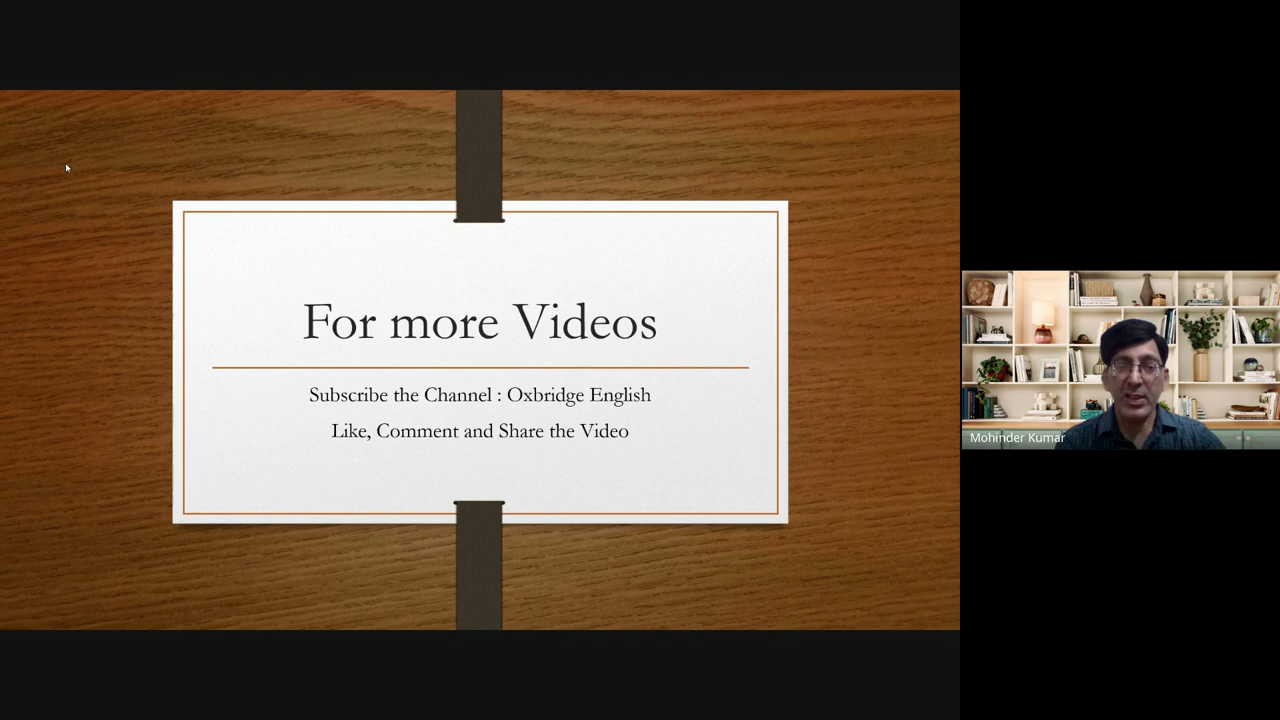 For more Videos
Subscribe the Channel : Oxbridge English
Like, Comment and Share the Video
Mohinder Kumar